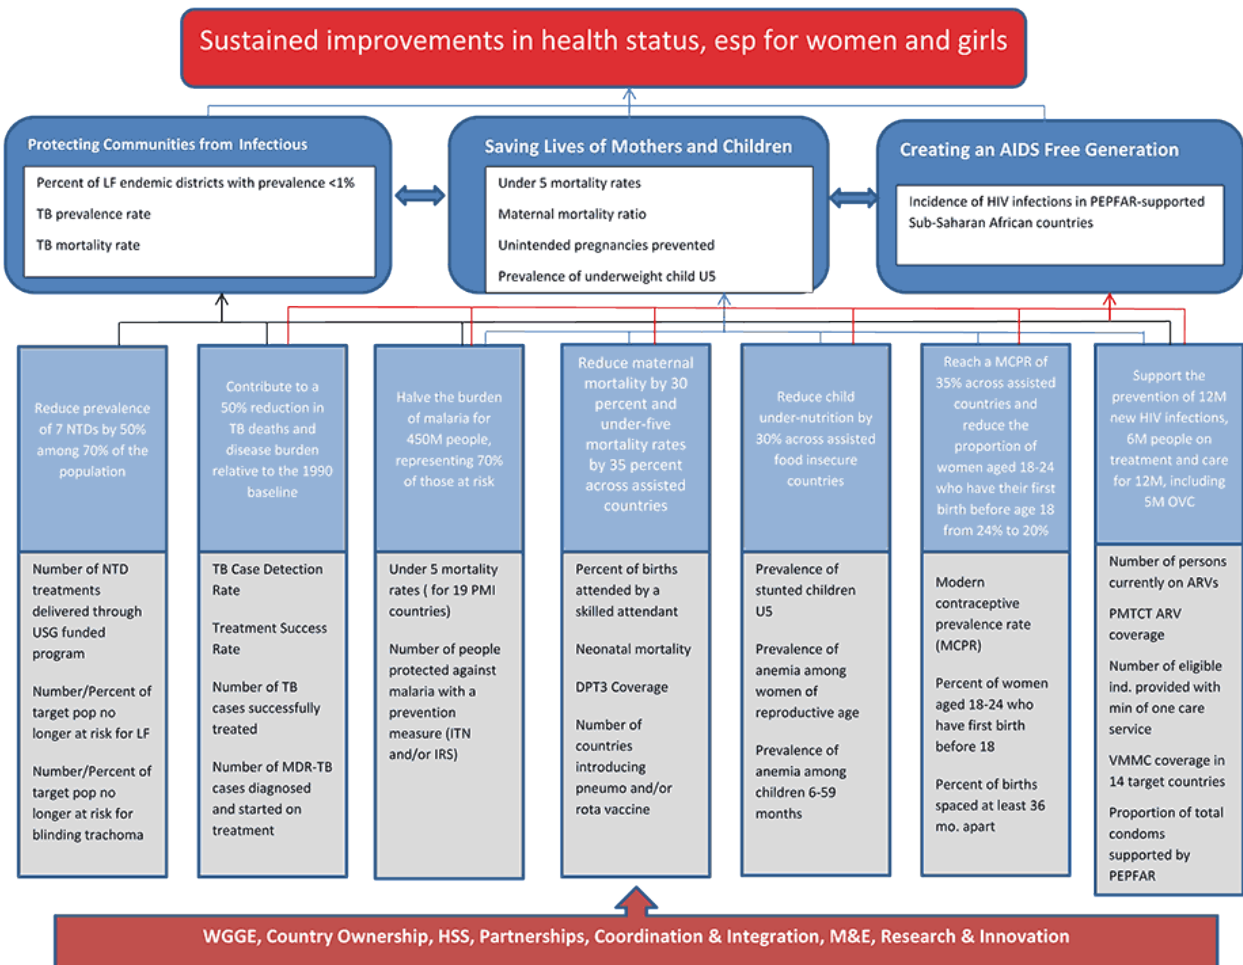 Sustained improvements in health status, esp for women and girls
Protecting Communities from Infectious
Percent of LF endemic districts with prevalence <1%
TB prevalence rate
TB mortality rate
Saving Lives of Mothers and Children
Under 5 mortality rates
Maternal mortality ratio
Unintended pregnancies prevented
Prevalence of underweight child U5
Creating an AIDS Free Generation
Incidence of HIV infections in PEPFAR-supported
Sub-Saharan African countries
Reduce prevalence
of 7 NTDs by 50%
among 70% of the
population
Number of NTD
treatments
delivered through
USG funded
program
Number/Percent of
target pop no
longer at risk for LF
Number/Percent of
target pop no
longer at risk for
blinding trachoma
Contribute to a
50% reduction in
TB deaths and
disease burden
relative to the 1990
baseline
TB Case Detection
Rate
Treatment Success
Rate
Number of TB
cases successfully
treated
Number of MDR-TB
cases diagnosed
and started on
treatment
Halve the burden
of malaria for
450M people,
representing 70%
of those at risk
Under 5 mortality
rates ( for 19 PMI
countries)
Number of people
protected against
malaria with a
prevention
measure (ITN
and/or IRS)
Reduce maternal
mortality by 30
percent and
under-five
mortality rates
by 35 percent
across assisted
countries
Percent of births
attended by a
skilled attendant
Neonatal mortality
DPT3 Coverage
Number of
countries
introducing
pneumo and/or
rota vaccine
Reduce child
under-nutrition by
30% across assisted
food insecure
countries
Prevalence of
stunted children
U5
Prevalence of
anemia among
women of
reproductive age
Prevalence of
anemia among
children 6-59
months
Reach a MCPR of
35% across assisted
countries and
reduce the
proportion of
women aged 18-24
who have their first
birth before age 18
from 24% to 20%
Modern
contraceptive
prevalence rate
(MCPR)
Percent of women
aged 18-24 who
have first birth
before 18
Percent of births
spaced at least 36
mo. apart
Support the
prevention of 12M
new HIV infections,
6M people on
treatment and care
for 12M, including
5M OVC
Number of persons
currently on ARVs
PMTCT ARV
coverage
Number of eligible
ind. provided with
min of one care
service
VMMC coverage in
14 target countries
Proportion of total
condoms
supported by
PEPFAR
WGGE, Country Ownership, HSS, Partnerships, Coordination & Integration, M&E, Research & Innovation